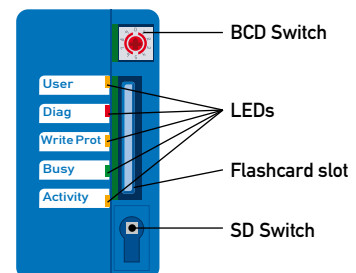 BCD Switch
User
Diag
Write Prot
Busy
Activity
LEDs
Flashcard slot
SD Switch